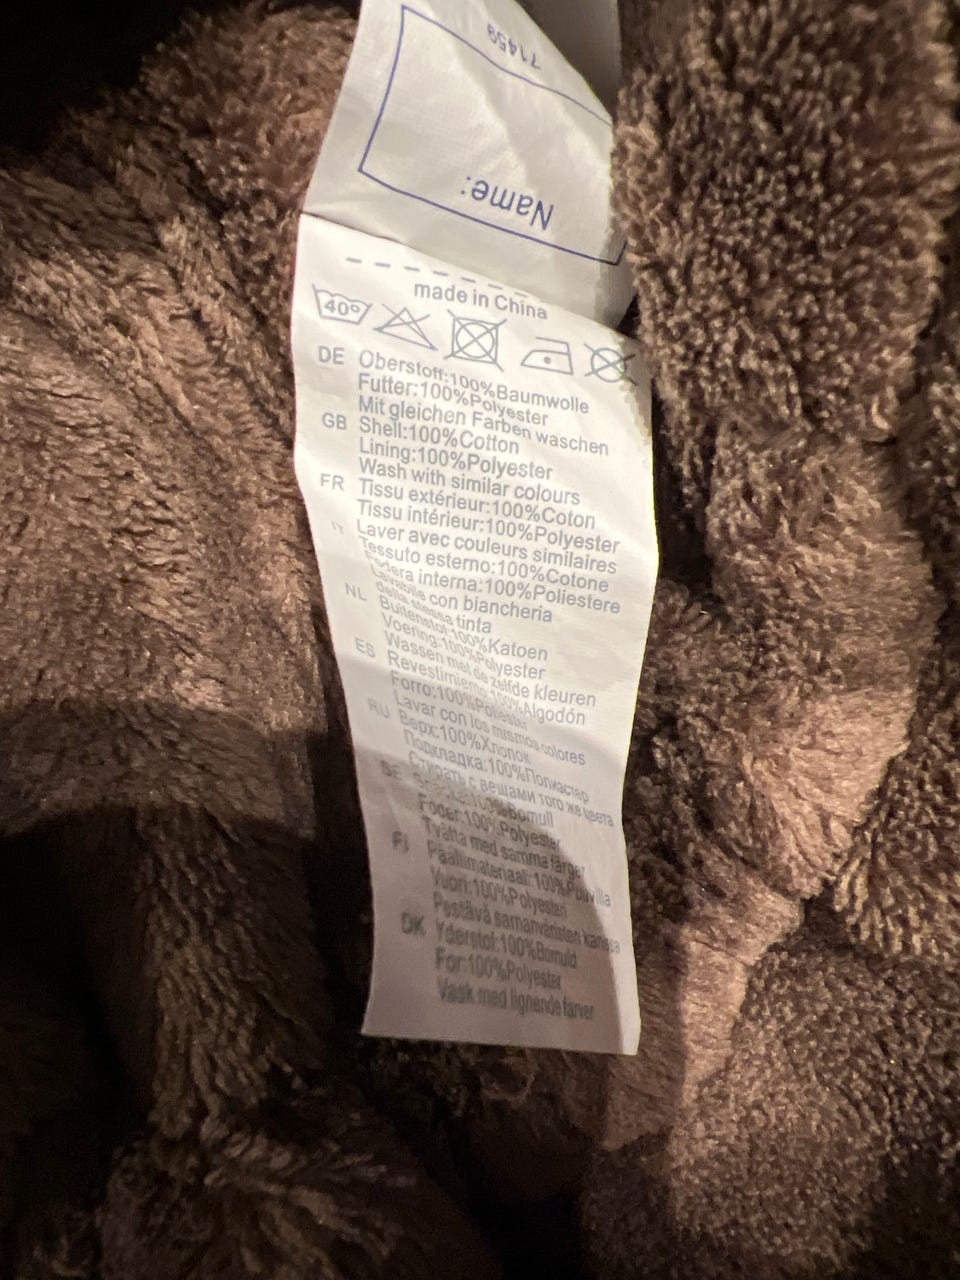 71459
Name:
made in China
40°
DE Oberstoff:100%Baumwolle
Futter:100%Polyester
Mit gleichen Farben waschen
GB Shell:100%Cotton
Lining:100%Polyester
Wash with similar colours
FR Tissu extérieur:100%Coton
Tissu intérieur:100%Polyester
Laver avec couleurs similaires
IT Tessuto esterno:100%Cotone
Fodera interna:100%Poliestere
Lavabile con biancheria
della stessa tinta
NL Buitenstof:100%Katoen
Voering:100%Polyester
Wassen met de zelfde kleuren
ES Revestimiento:100%Algodón
Forro:100%Poliéster
Lavar con los mismos colores
RU Верх:100%Хлопок
Подкладка:100%Полиэстер
Стирать с вещами того же цвета
SE :100%Bomull
Foder:100%Polyester
Tvätta med samma färger
FI Päällimateriaali:100%Puuvilla
Vuori:100%Polyesteri
Pestävä samanväristen kanssa
DK Yderstof:100%Bomuld
For:100%Polyester
Vask med lignende farver